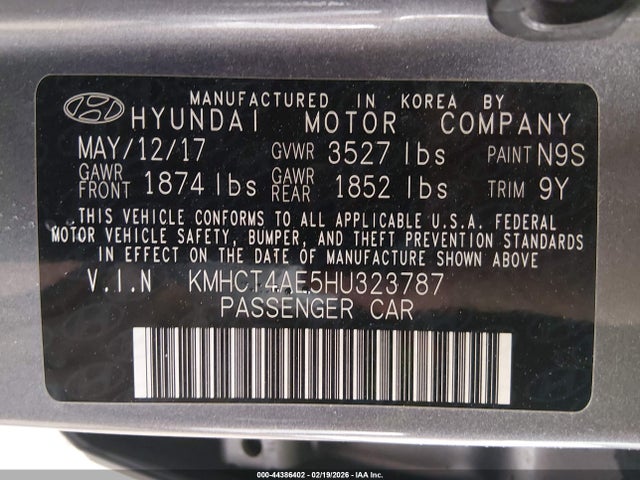 MANUFACTURED IN KOREA BY
HYUNDAI MOTOR COMPANY
MAY/12/17 GVWR 3527 lbs PAINT N9S
GAWR FRONT 1874 lbs GAWR REAR 1852 lbs TRIM 9Y
THIS VEHICLE CONFORMS TO ALL APPLICABLE U.S.A. FEDERAL
MOTOR VEHICLE SAFETY, BUMPER, AND THEFT PREVENTION STANDARDS
IN EFFECT ON THE DATE OF MANUFACTURE SHOWN ABOVE
V.I.N KMHCT4AE5HU323787
PASSENGER CAR
000-44386402 - 02/19/2026 - IAA Inc.